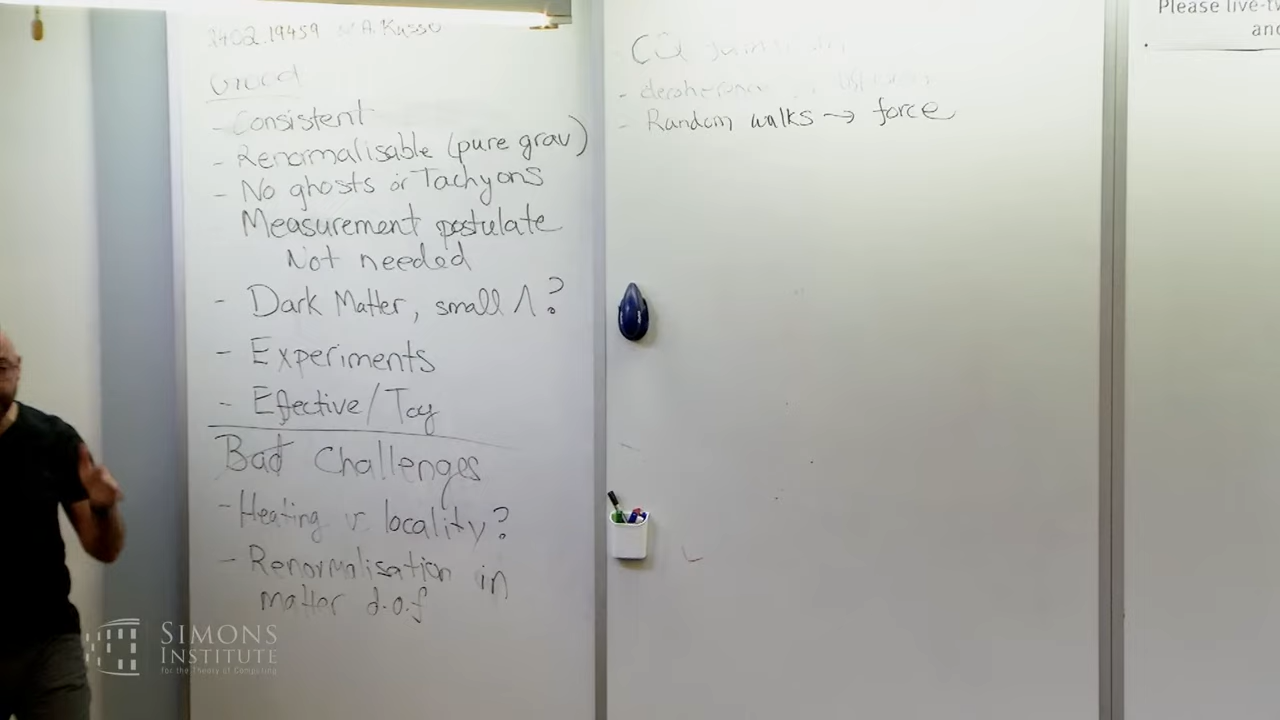 2402.19459 w A. Russo
Good
- Consistent
- Renormalisable (pure grav)
- No ghosts or Tachyons
Measurement postulate
Not needed
- Dark Matter, small Λ?
- Experiments
- Effective/Toy
Bad Challenges
- Heating v locality?
- Renormalisation in
matter d.o.f
- CQ
- decoherence
- Random walks → force
Please live-tw
and
SIMONS
INSTITUTE
for the Theory of Computing